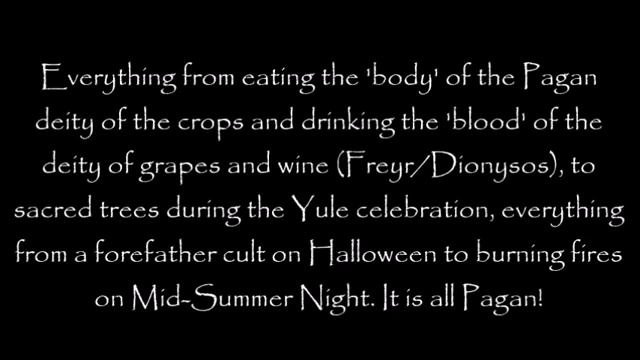 Everything from eating the 'body' of the Pagan
deity of the crops and drinking the 'blood' of the
deity of grapes and wine (Freyr/Dionysos), to
sacred trees during the Yule celebration, everything
from a forefather cult on Halloween to burning fires
on Mid-Summer Night. It is all Pagan!